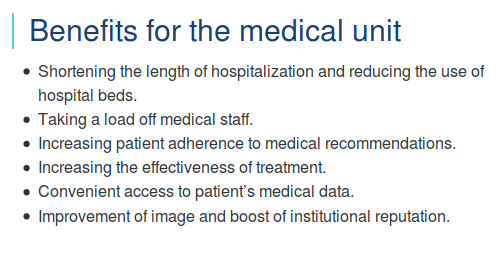 Benefits for the medical unit
• Shortening the length of hospitalization and reducing the use of
hospital beds.
• Taking a load off medical staff.
• Increasing patient adherence to medical recommendations.
• Increasing the effectiveness of treatment.
• Convenient access to patient’s medical data.
• Improvement of image and boost of institutional reputation.